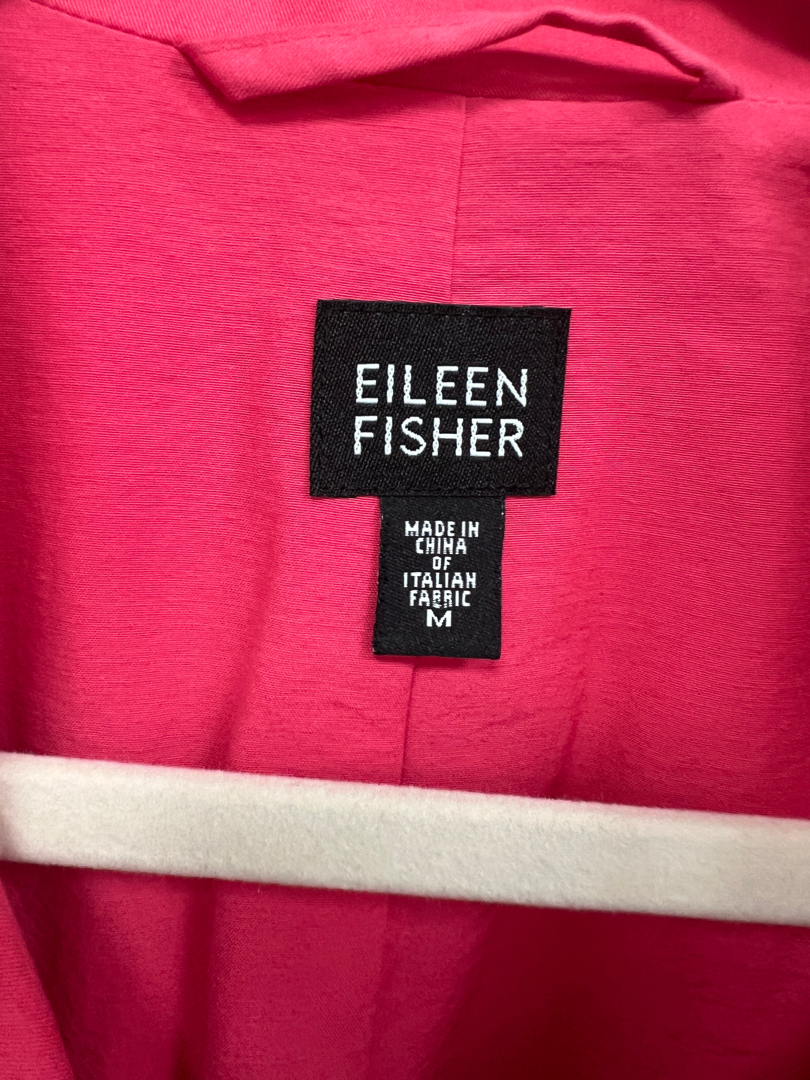 EILEEN
FISHER
MADE IN
CHINA
OF
ITALIAN
FABRIC
M